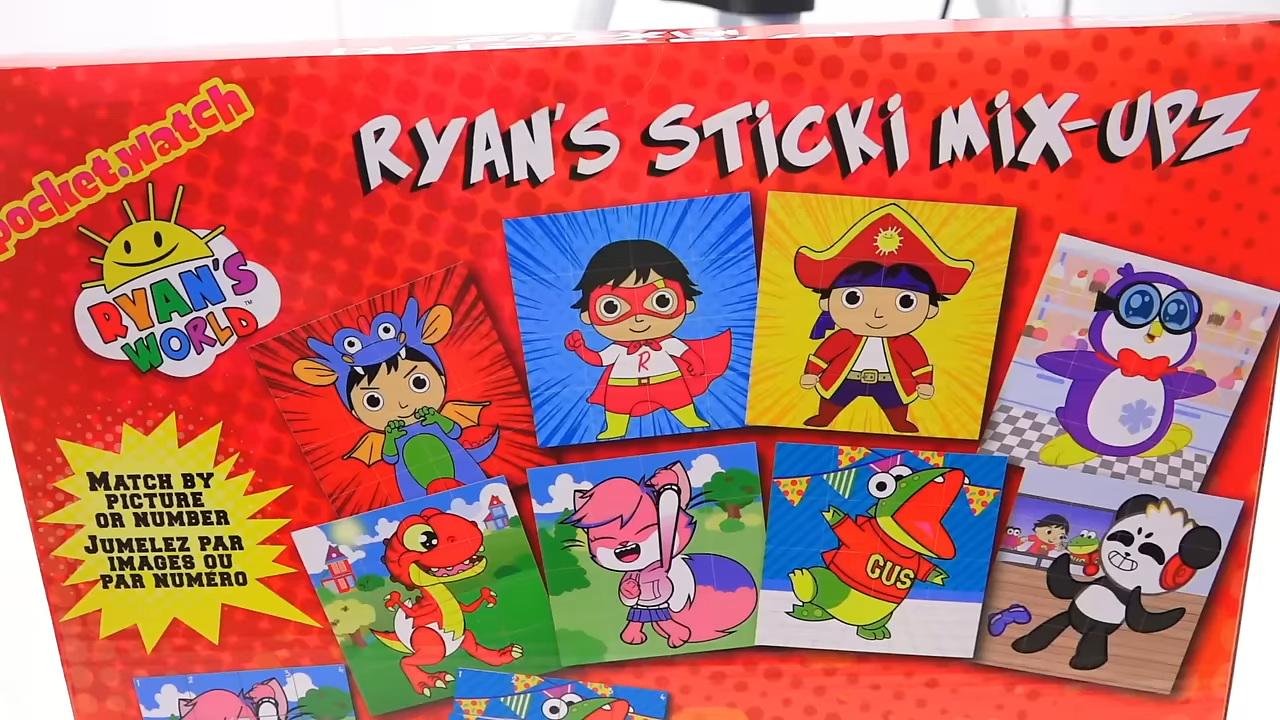 pocket.watch
RYAN'S STiCKi MiX-UPZ
RYAN'S
WORLD
TM
R
MATCH BY
PICTURE
OR NUMBER
JUMELEZ PAR
IMAGES OU
PAR NUMÉRO
GUS